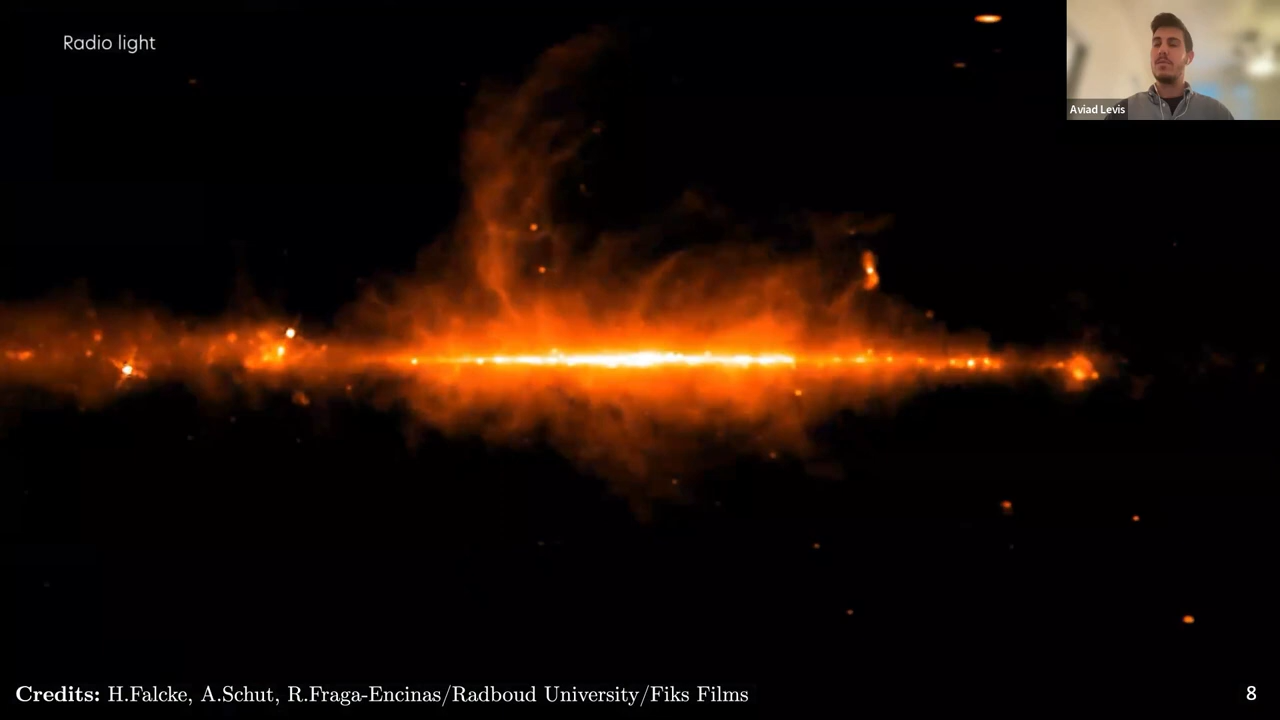 Radio light
Aviad Levis
Credits: H.Falcke, A.Schut, R.Fraga-Encinas/Radboud University/Fiks Films
8